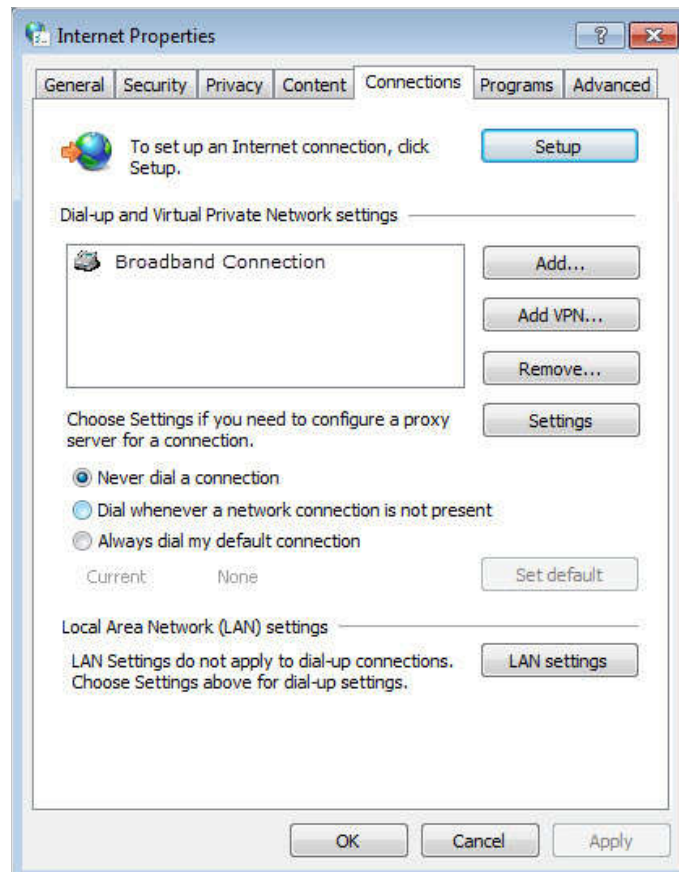 Internet Properties
?
General Security Privacy Content Connections Programs Advanced
To set up an Internet connection, click
Setup.
Setup
Dial-up and Virtual Private Network settings
Broadband Connection
Add...
Add VPN...
Remove...
Choose Settings if you need to configure a proxy
server for a connection.
Settings
Never dial a connection
Dial whenever a network connection is not present
Always dial my default connection
Current None
Set default
Local Area Network (LAN) settings
LAN Settings do not apply to dial-up connections.
Choose Settings above for dial-up settings.
LAN settings
OK Cancel Apply